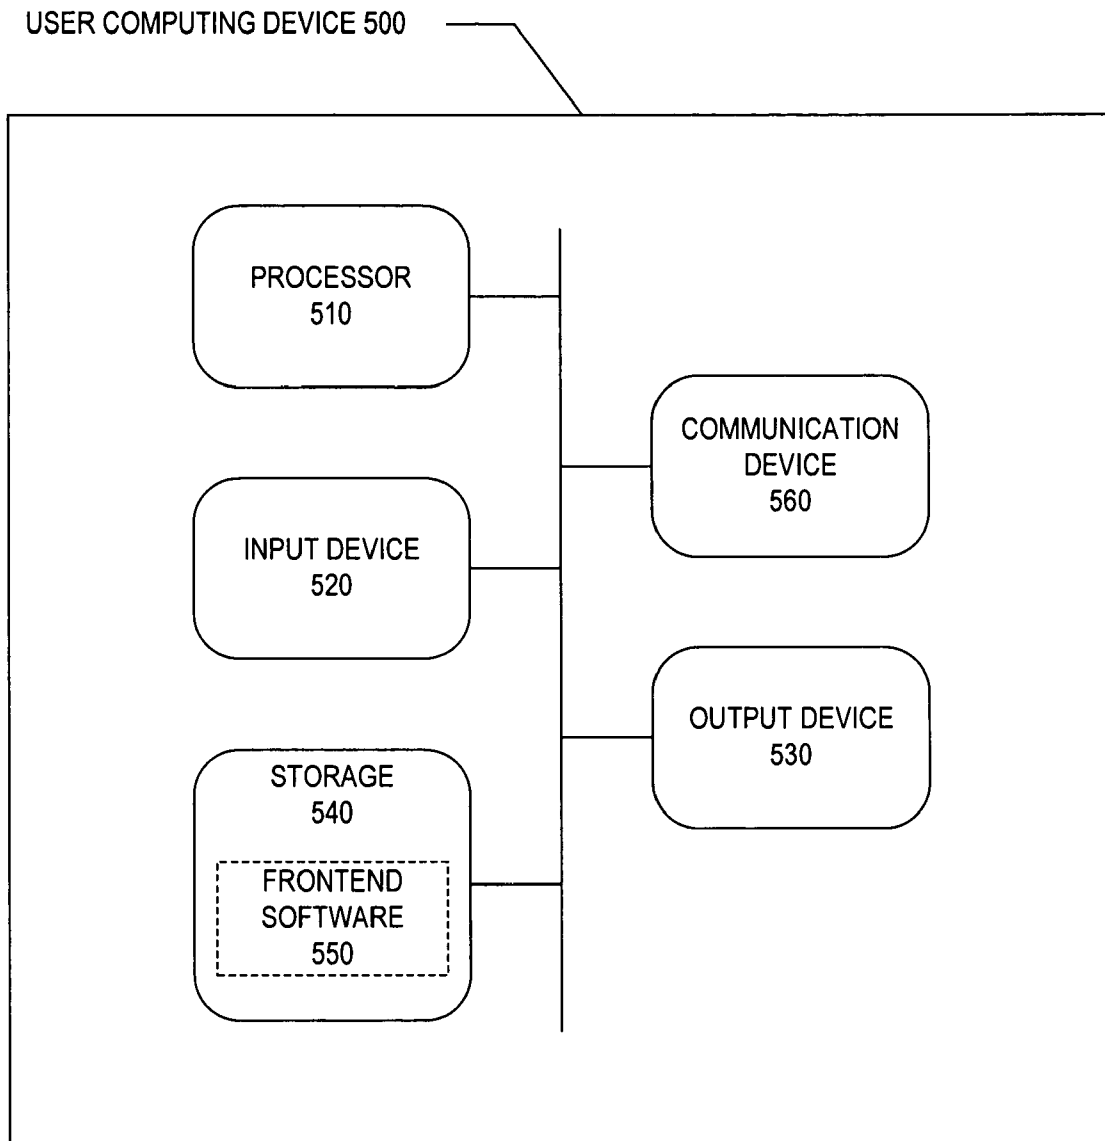 USER COMPUTING DEVICE 500
PROCESSOR
510
COMMUNICATION
DEVICE
560
INPUT DEVICE
520
OUTPUT DEVICE
530
STORAGE
540
FRONTEND
SOFTWARE
550